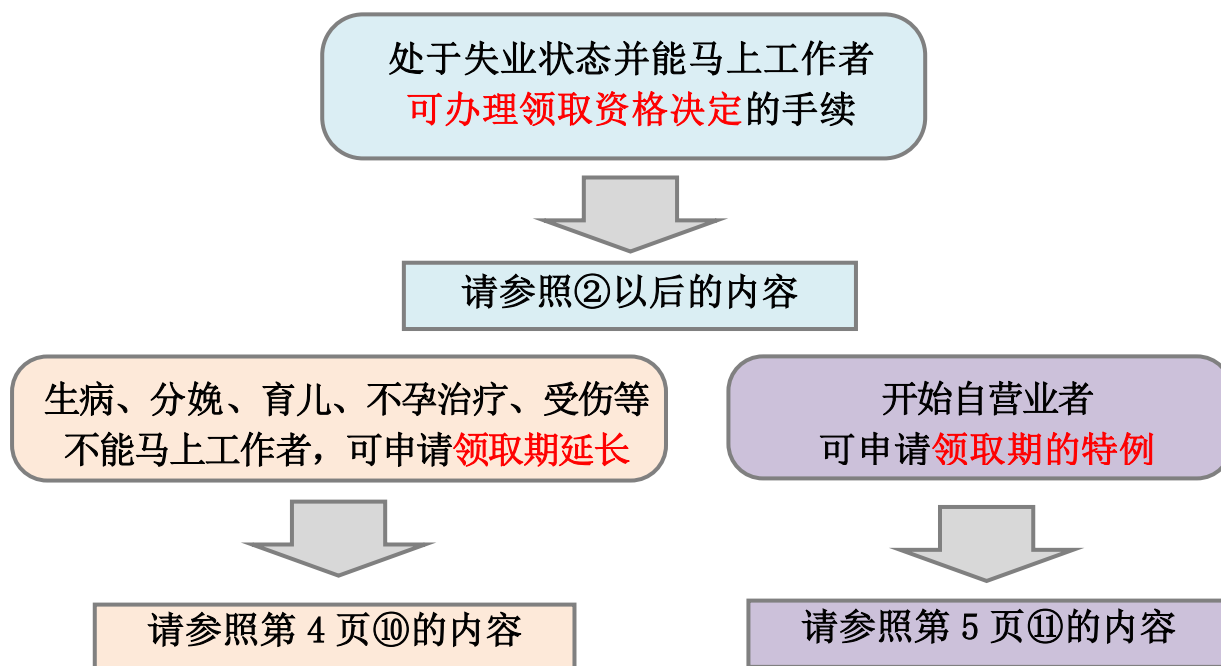 处于失业状态并能马上工作者
可办理领取资格决定的手续
请参照②以后的内容
生病、分娩、育儿、不孕治疗、受伤等
不能马上工作者，可申请领取期延长
开始自营业者
可申请领取期的特例
请参照第 4 页⑩的内容
请参照第 5 页⑪的内容